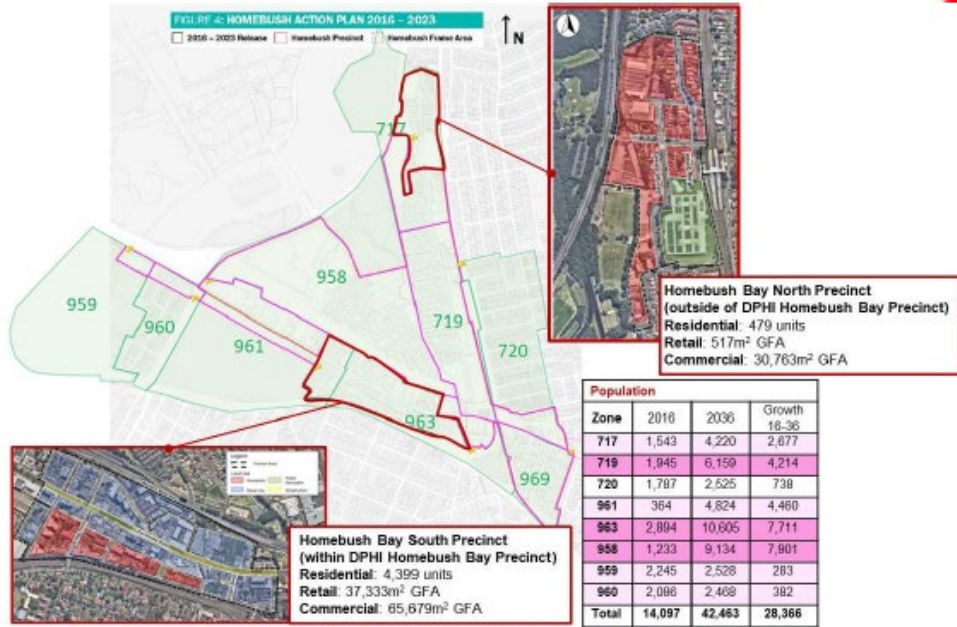 FIGURE 4: HOMEBUSH ACTION PLAN 2016 – 2023
2016 – 2023 Release Homebush Precinct Homebush Frame Area
N
717
958
959
960
961
719
720
963
969
Homebush Bay North Precinct
(outside of DPHI Homebush Bay Precinct)
Residential: 479 units
Retail: 517m² GFA
Commercial: 30,763m² GFA
Homebush Bay South Precinct
(within DPHI Homebush Bay Precinct)
Residential: 4,399 units
Retail: 37,333m² GFA
Commercial: 65,679m² GFA
Population
Zone 2016 2036 Growth 16-36
717 1,543 4,220 2,677
719 1,945 6,159 4,214
720 1,787 2,525 738
961 364 4,824 4,460
963 2,894 10,605 7,711
958 1,233 9,134 7,901
959 2,245 2,528 283
960 2,086 2,468 382
Total 14,097 42,463 28,366
Legend